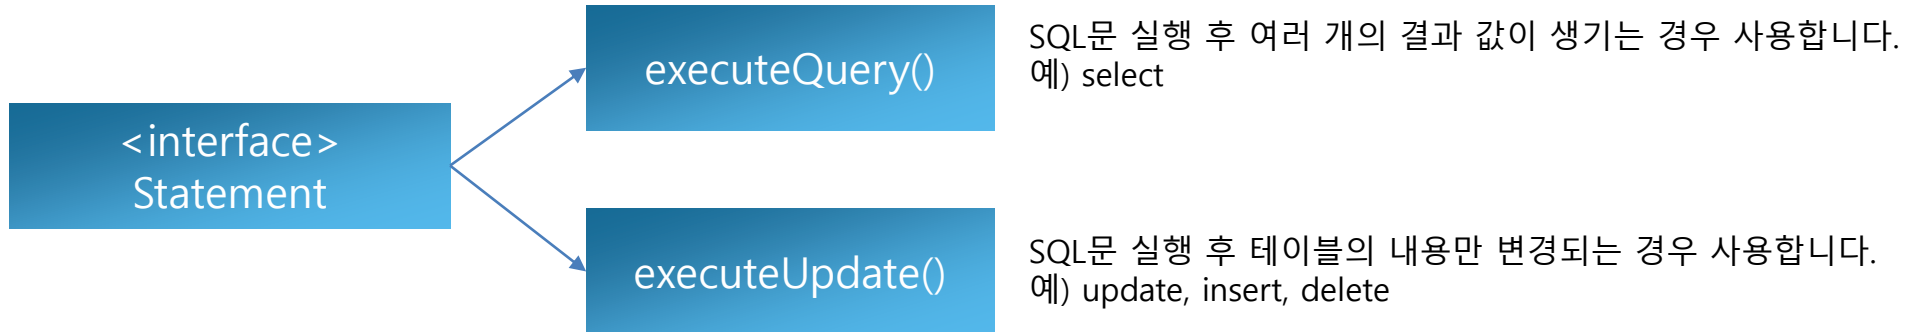 <interface>
Statement
executeQuery()
SQL문 실행 후 여러 개의 결과 값이 생기는 경우 사용합니다.
예) select
executeUpdate()
SQL문 실행 후 테이블의 내용만 변경되는 경우 사용합니다.
예) update, insert, delete